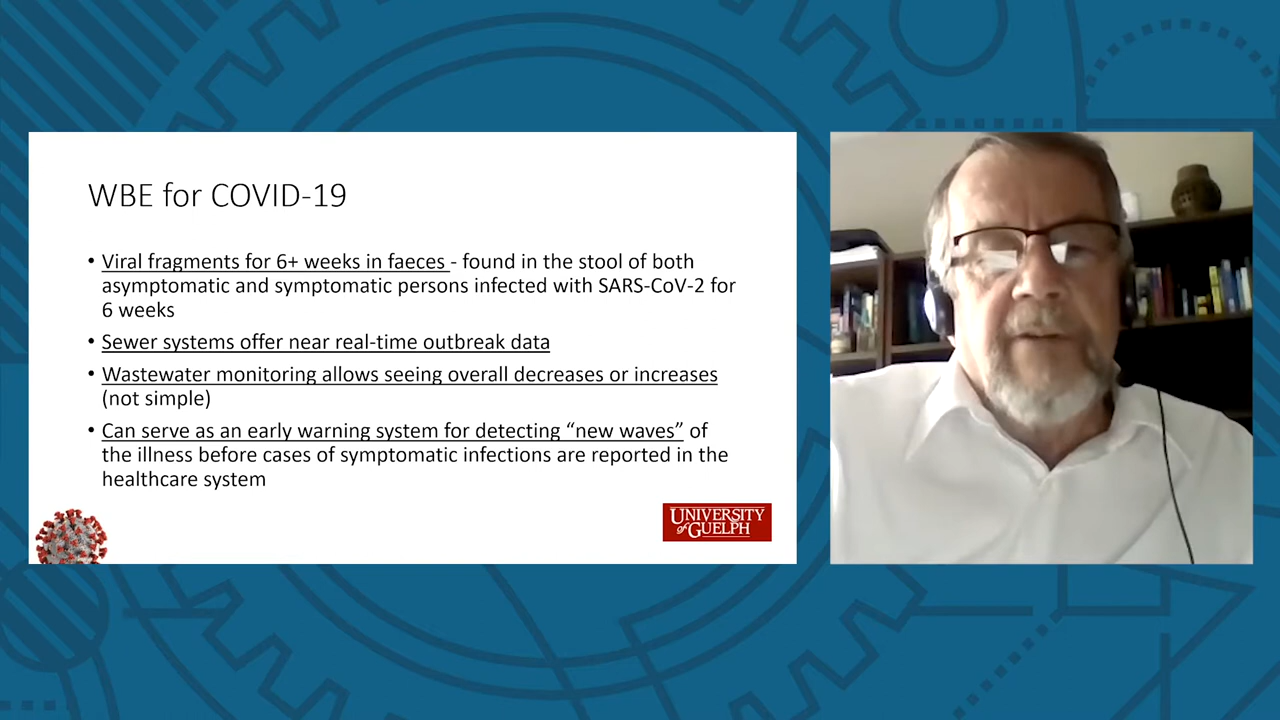 WBE for COVID-19
• Viral fragments for 6+ weeks in faeces - found in the stool of both
asymptomatic and symptomatic persons infected with SARS-CoV-2 for
6 weeks
• Sewer systems offer near real-time outbreak data
• Wastewater monitoring allows seeing overall decreases or increases
(not simple)
• Can serve as an early warning system for detecting “new waves” of
the illness before cases of symptomatic infections are reported in the
healthcare system
UNIVERSITY
of GUELPH